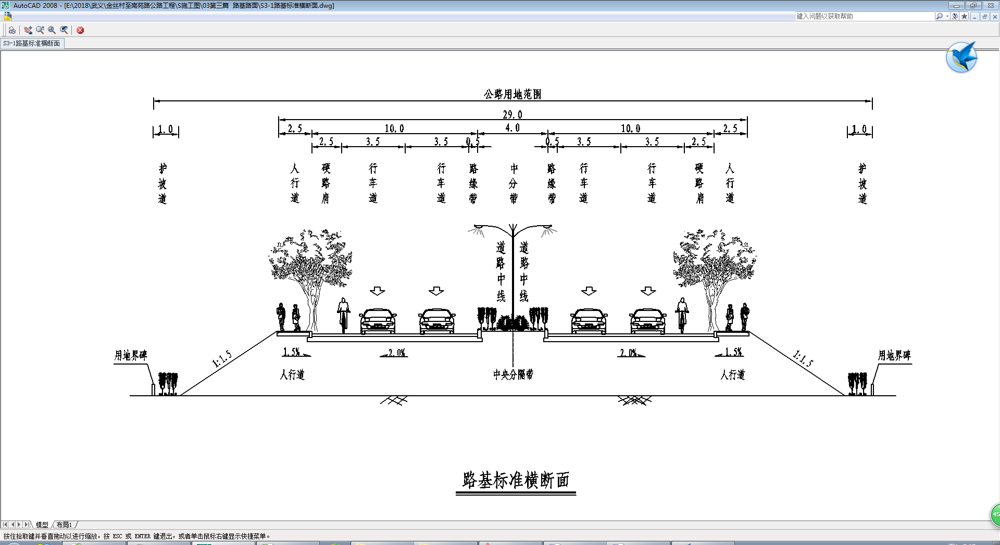 AutoCAD 2008 - [E:\2018\武义\金丝村至南苑路公路工程\S施工图\03第三篇  路基路面\S3-1路基标准横断面.dwg]
键入问题以获取帮助
S3-1路基标准横断面
公路用地范围
29.0
1.0 2.5 10.0 4.0 10.0 2.5 1.0
2.5 3.5 3.5 0.5 0.5 3.5 3.5 2.5
护坡道 人行道 硬路肩 行车道 行车道 路缘带 中分带 路缘带 行车道 行车道 硬路肩 人行道 护坡道
道路中线 道路中线
用地界碑 1:1.5 1.5% 2.0% 2.0% 1.5% 1:1.5 用地界碑
人行道 中央分隔带 人行道
路基标准横断面
模型 布局1
按住拾取键并垂直拖动以进行缩放，按 ESC 或 ENTER 键退出，或者单击鼠标右键显示快捷菜单。
45